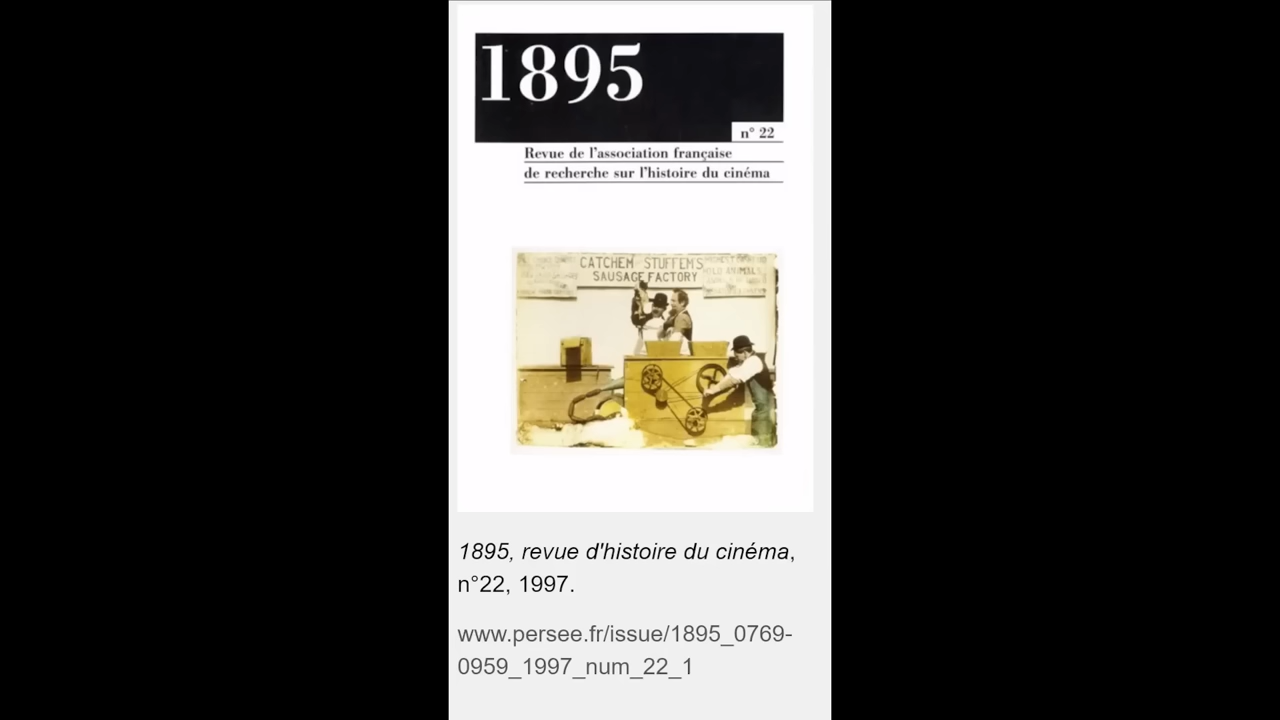 1895
n° 22
Revue de l'association française
de recherche sur l'histoire du cinéma
CATCHEM STUFFEM'S
SAUSAGE FACTORY
1895, revue d'histoire du cinéma,
n°22, 1997.
www.persee.fr/issue/1895_0769-
0959_1997_num_22_1